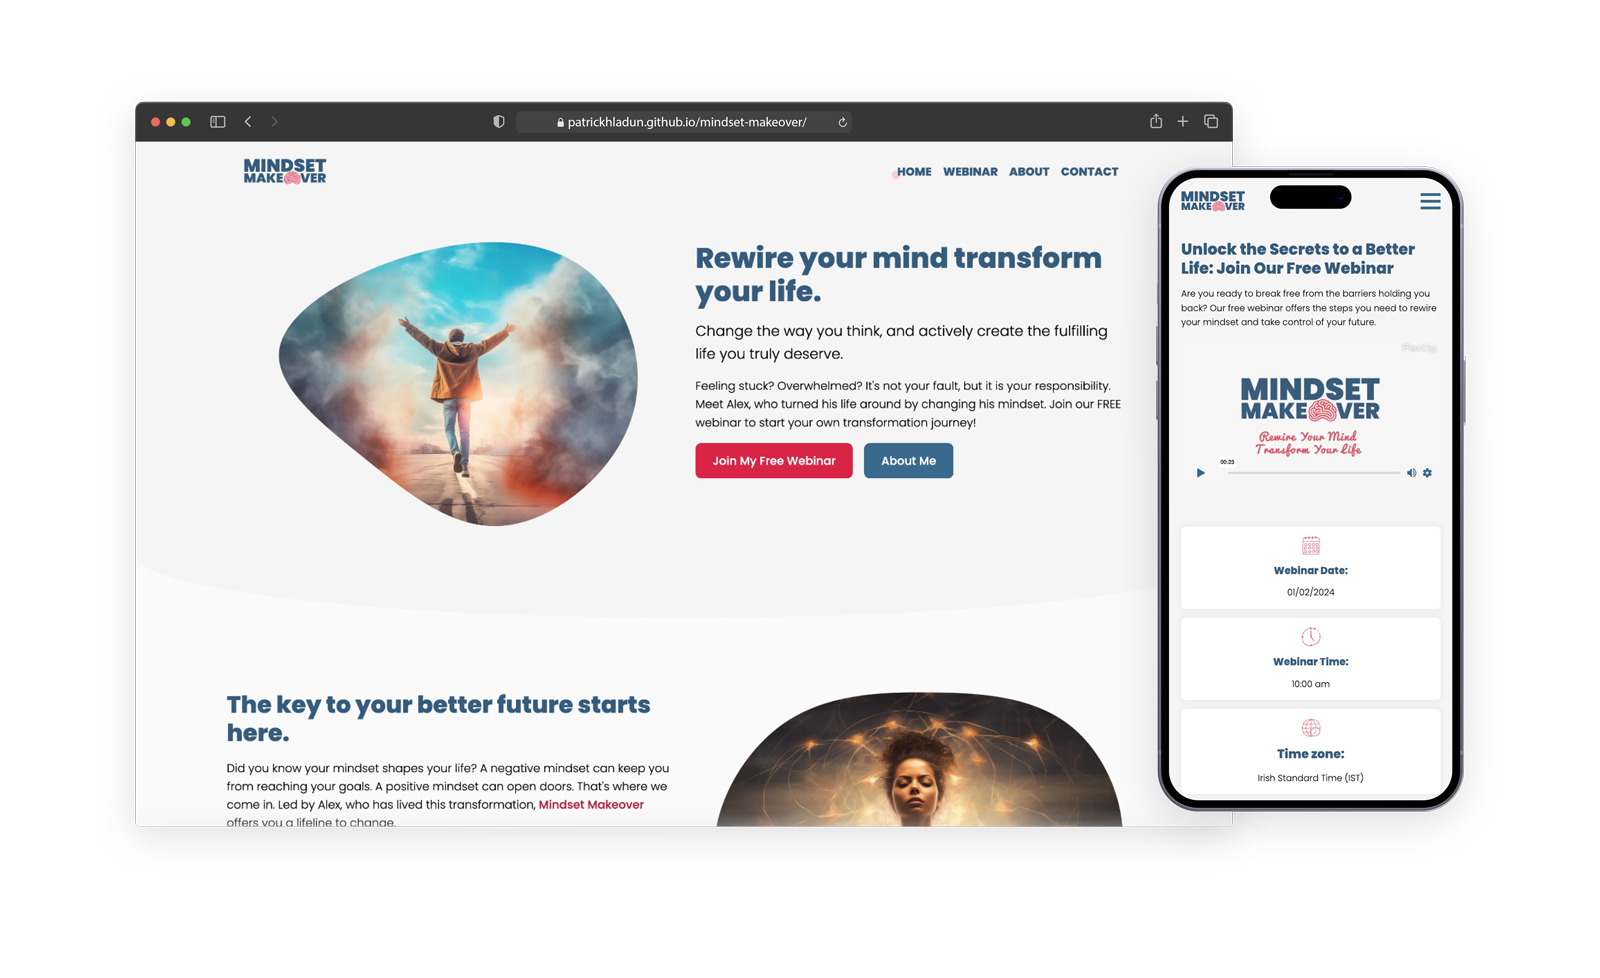 patrickhladun.github.io/mindset-makeover/
MINDSET
MAKEOVER
HOME WEBINAR ABOUT CONTACT
Rewire your mind transform
your life.
Change the way you think, and actively create the fulfilling
life you truly deserve.
Feeling stuck? Overwhelmed? It's not your fault, but it is your responsibility.
Meet Alex, who turned his life around by changing his mindset. Join our FREE
webinar to start your own transformation journey!
Join My Free Webinar
About Me
The key to your better future starts
here.
Did you know your mindset shapes your life? A negative mindset can keep you
from reaching your goals. A positive mindset can open doors. That's where we
come in. Led by Alex, who has lived this transformation, Mindset Makeover
offers you a lifeline to change.
MINDSET
MAKEOVER
Unlock the Secrets to a Better
Life: Join Our Free Webinar
Are you ready to break free from the barriers holding you
back? Our free webinar offers the steps you need to rewire
your mindset and take control of your future.
MINDSET
MAKEOVER
Rewire Your Mind
Transform Your Life
00:23
Webinar Date:
01/02/2024
Webinar Time:
10:00 am
Time zone:
Irish Standard Time (IST)